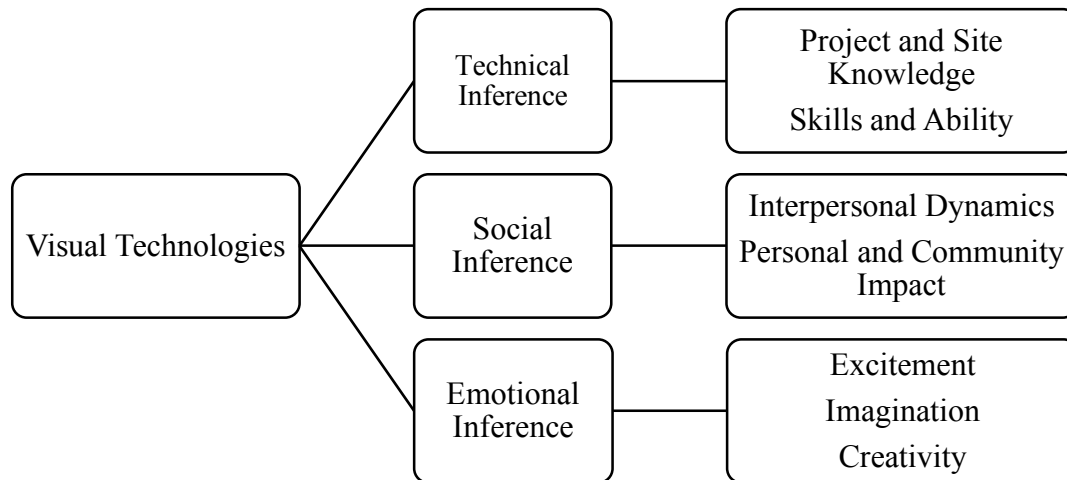 Visual Technologies
Technical
Inference
Project and Site
Knowledge
Skills and Ability
Social
Inference
Interpersonal Dynamics
Personal and Community
Impact
Emotional
Inference
Excitement
Imagination
Creativity